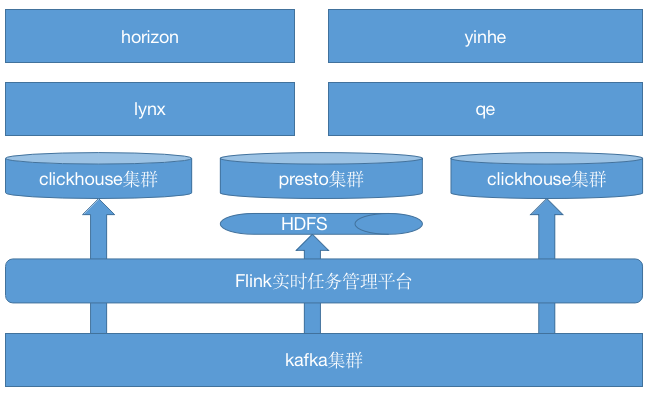 horizon
yinhe
lynx
qe
clickhouse集群
presto集群
clickhouse集群
HDFS
Flink实时任务管理平台
kafka集群